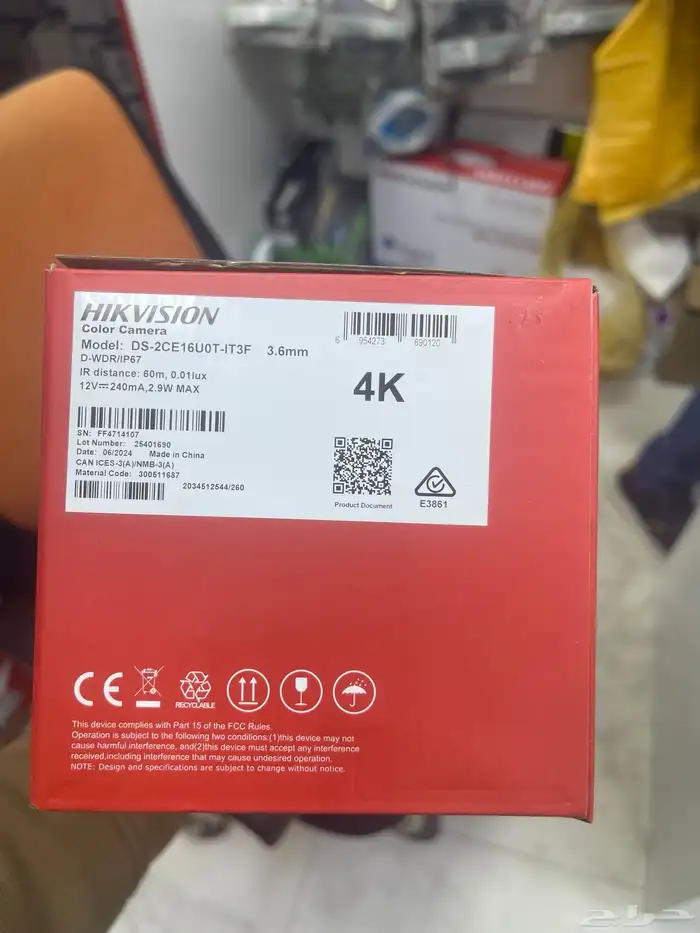 HIKVISION
Color Camera
Model: DS-2CE16U0T-IT3F 3.6mm
D-WDR/IP67
IR distance: 60m, 0.01lux
12V⎓240mA,2.9W MAX
6 954273 690120
4K
SN: FF4714107
Lot Number: 25401690
Date: 06/2024 Made in China
CAN ICES-3(A)/NMB-3(A)
Material Code: 300511687
2034512544/260
Product Document
E3861
CE
RECYCLABLE
This device complies with Part 15 of the FCC Rules.
Operation is subject to the following two conditions:(1)this device may not
cause harmful interference, and(2)this device must accept any interference
received,including interference that may cause undesired operation.
NOTE: Design and specifications are subject to change without notice.
حراج